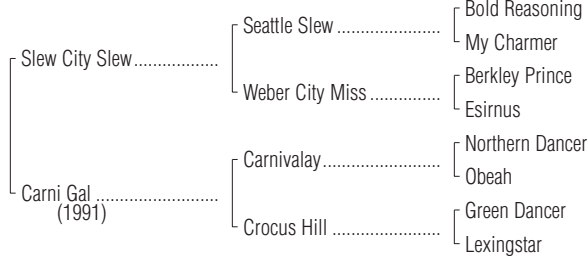 Bold Reasoning
Seattle Slew
My Charmer
Slew City Slew
Berkley Prince
Weber City Miss
Esirnus
Northern Dancer
Carnivalay
Obeah
Carni Gal
(1991)
Green Dancer
Crocus Hill
Lexingstar